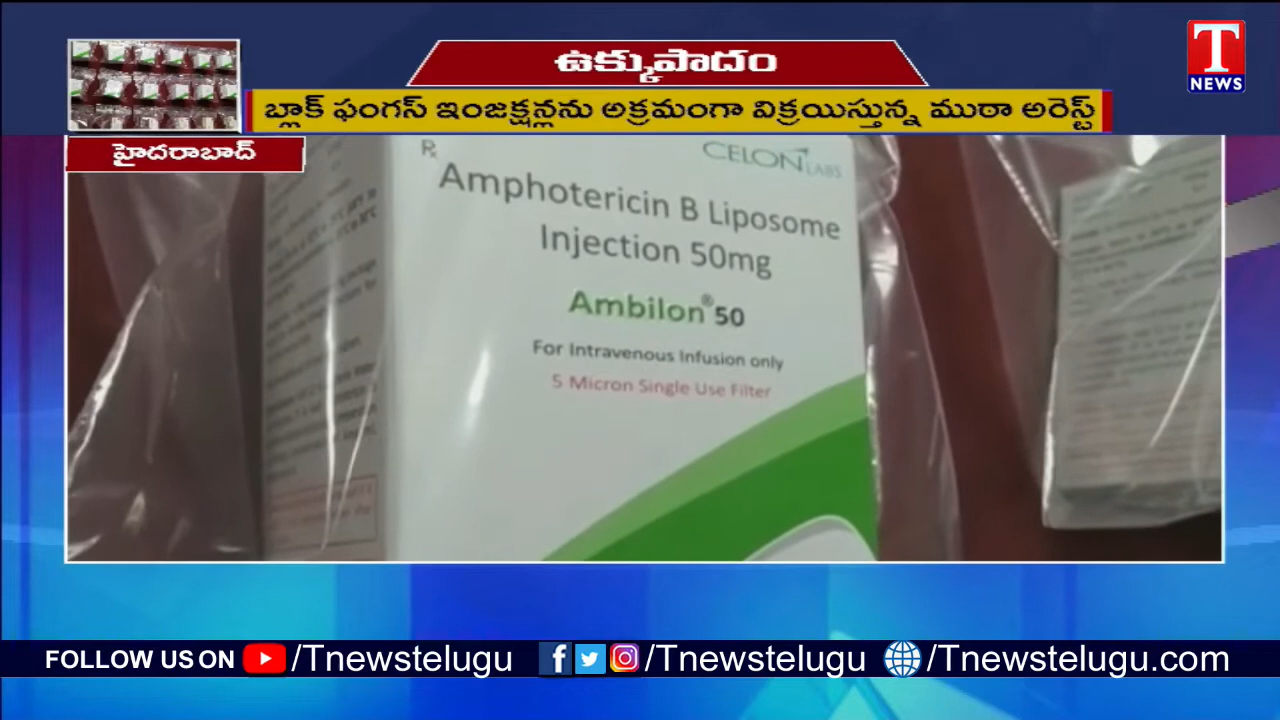 ఉక్కుపాదం
T
NEWS
బ్లాక్ ఫంగస్ ఇంజక్షన్లను అక్రమంగా విక్రయిస్తున్న ముఠా అరెస్ట్
హైదరాబాద్
Rx
CELON LABS
Amphotericin B Liposome
Injection 50mg
Ambilon® 50
For Intravenous Infusion only
5 Micron Single Use Filter
FOLLOW US ON /Tnewstelugu /Tnewstelugu /Tnewstelugu.com